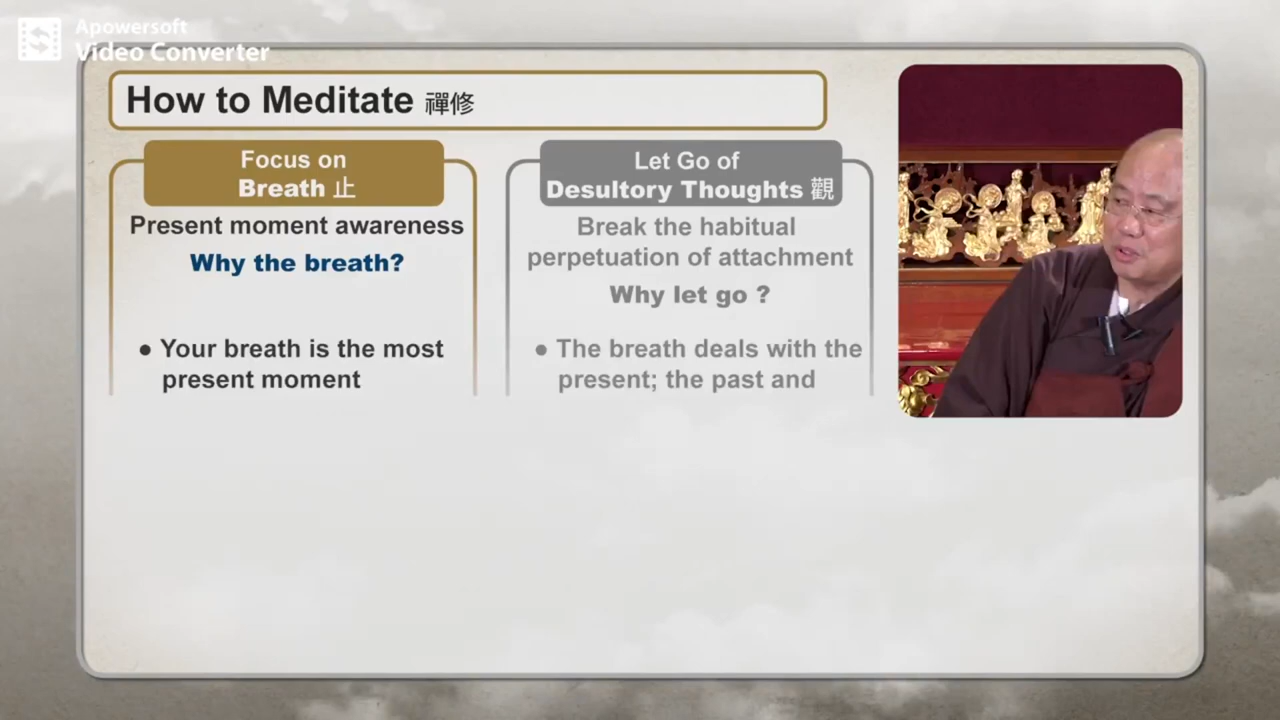 Apowersoft
Video Converter
How to Meditate 禪修
Focus on
Breath 止
Present moment awareness
Why the breath?
● Your breath is the most
present moment
Let Go of
Desultory Thoughts 觀
Break the habitual
perpetuation of attachment
Why let go ?
● The breath deals with the
present; the past and